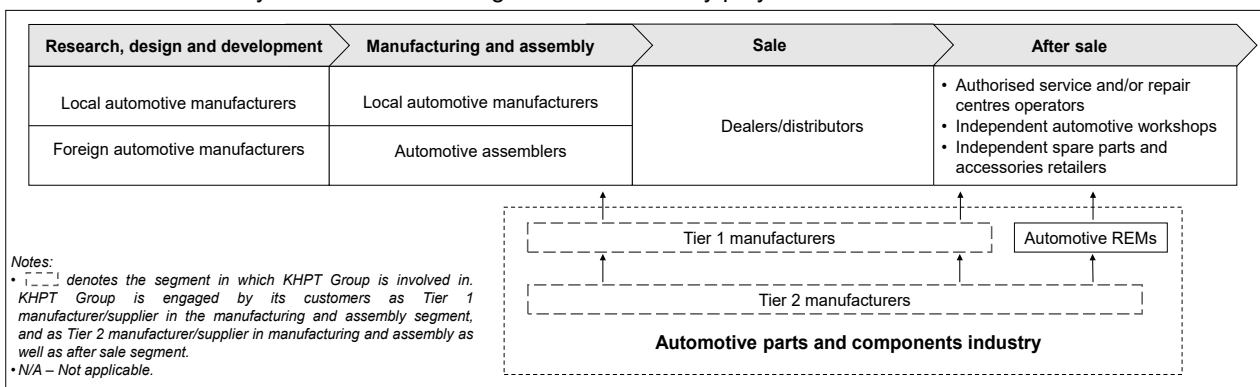 Research, design and development
Manufacturing and assembly
Sale
After sale
Local automotive manufacturers
Local automotive manufacturers
Dealers/distributors
• Authorised service and/or repair
centres operators
• Independent automotive workshops
• Independent spare parts and
accessories retailers
Foreign automotive manufacturers
Automotive assemblers
Tier 1 manufacturers
Automotive REMs
Tier 2 manufacturers
Automotive parts and components industry
Notes:
• denotes the segment in which KHPT Group is involved in.
KHPT Group is engaged by its customers as Tier 1
manufacturer/supplier in the manufacturing and assembly segment,
and as Tier 2 manufacturer/supplier in manufacturing and assembly as
well as after sale segment.
• N/A – Not applicable.